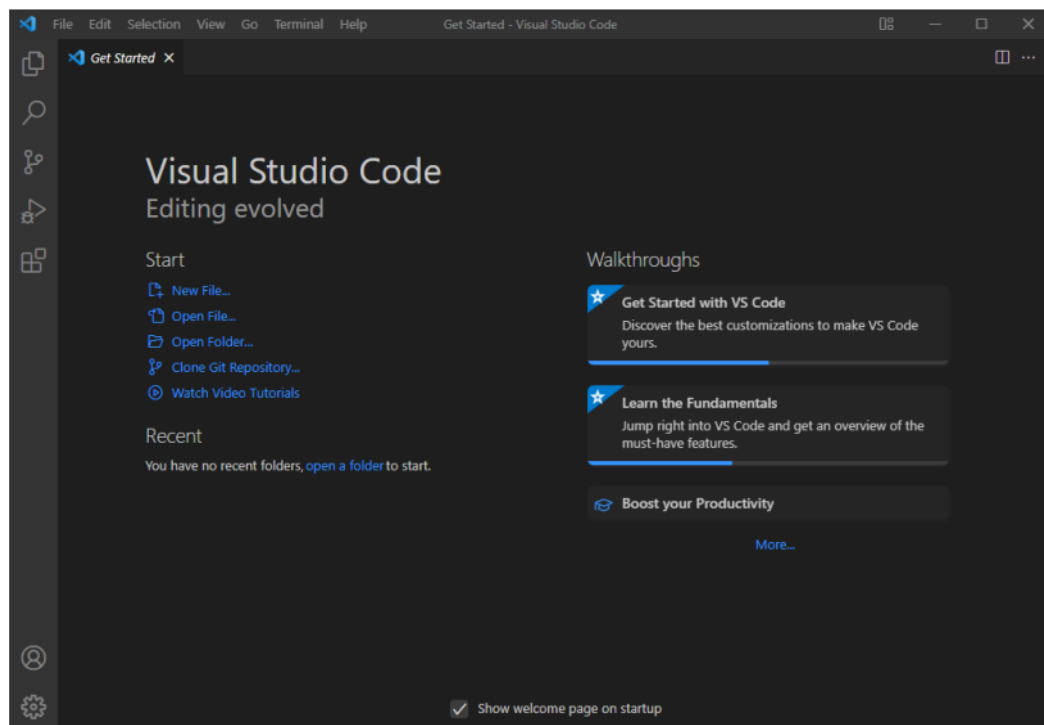 File Edit Selection View Go Terminal Help Get Started - Visual Studio Code
Get Started
Visual Studio Code
Editing evolved
Start
New File...
Open File...
Open Folder...
Clone Git Repository...
Watch Video Tutorials
Recent
You have no recent folders, open a folder to start.
Walkthroughs
Get Started with VS Code
Discover the best customizations to make VS Code
yours.
Learn the Fundamentals
Jump right into VS Code and get an overview of the
must-have features.
Boost your Productivity
More...
Show welcome page on startup